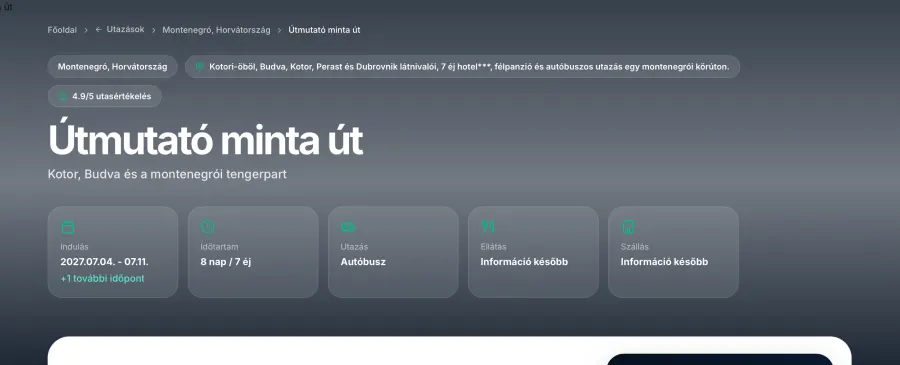 út
Főoldal › ← Utazások › Montenegró, Horvátország › Útmutató minta út
Montenegró, Horvátország
Kotori-öböl, Budva, Kotor, Perast és Dubrovnik látnivalói, 7 éj hotel***, félpanzió és autóbuszos utazás egy montenegrói körúton.
4.9/5 utasértékelés
Útmutató minta út
Kotor, Budva és a montenegrói tengerpart
Indulás
2027.07.04. - 07.11.
+1 további időpont
Időtartam
8 nap / 7 éj
Utazás
Autóbusz
Ellátás
Információ később
Szállás
Információ később